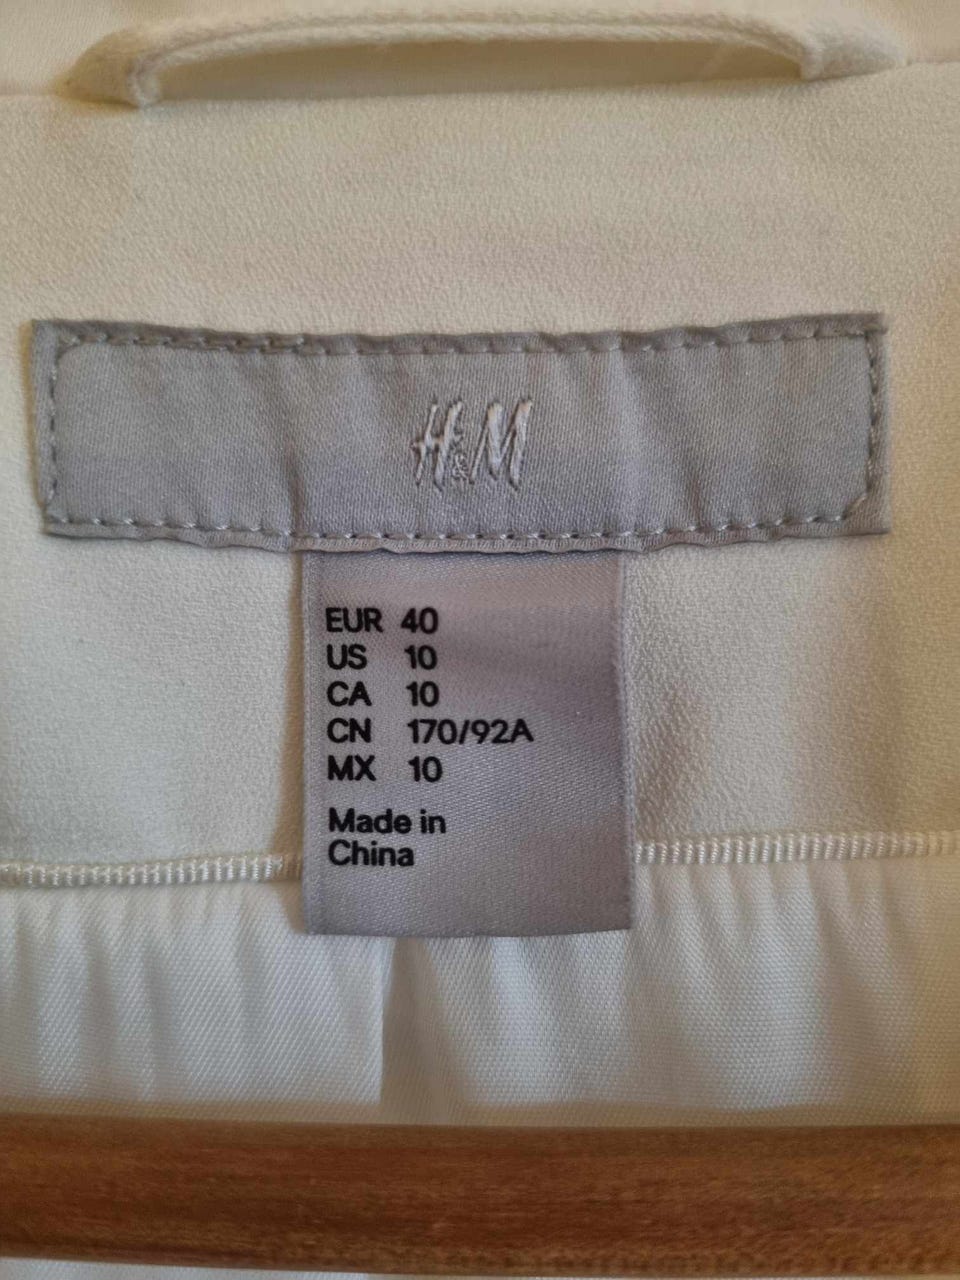 H&M
EUR 40
US 10
CA 10
CN 170/92A
MX 10
Made in
China